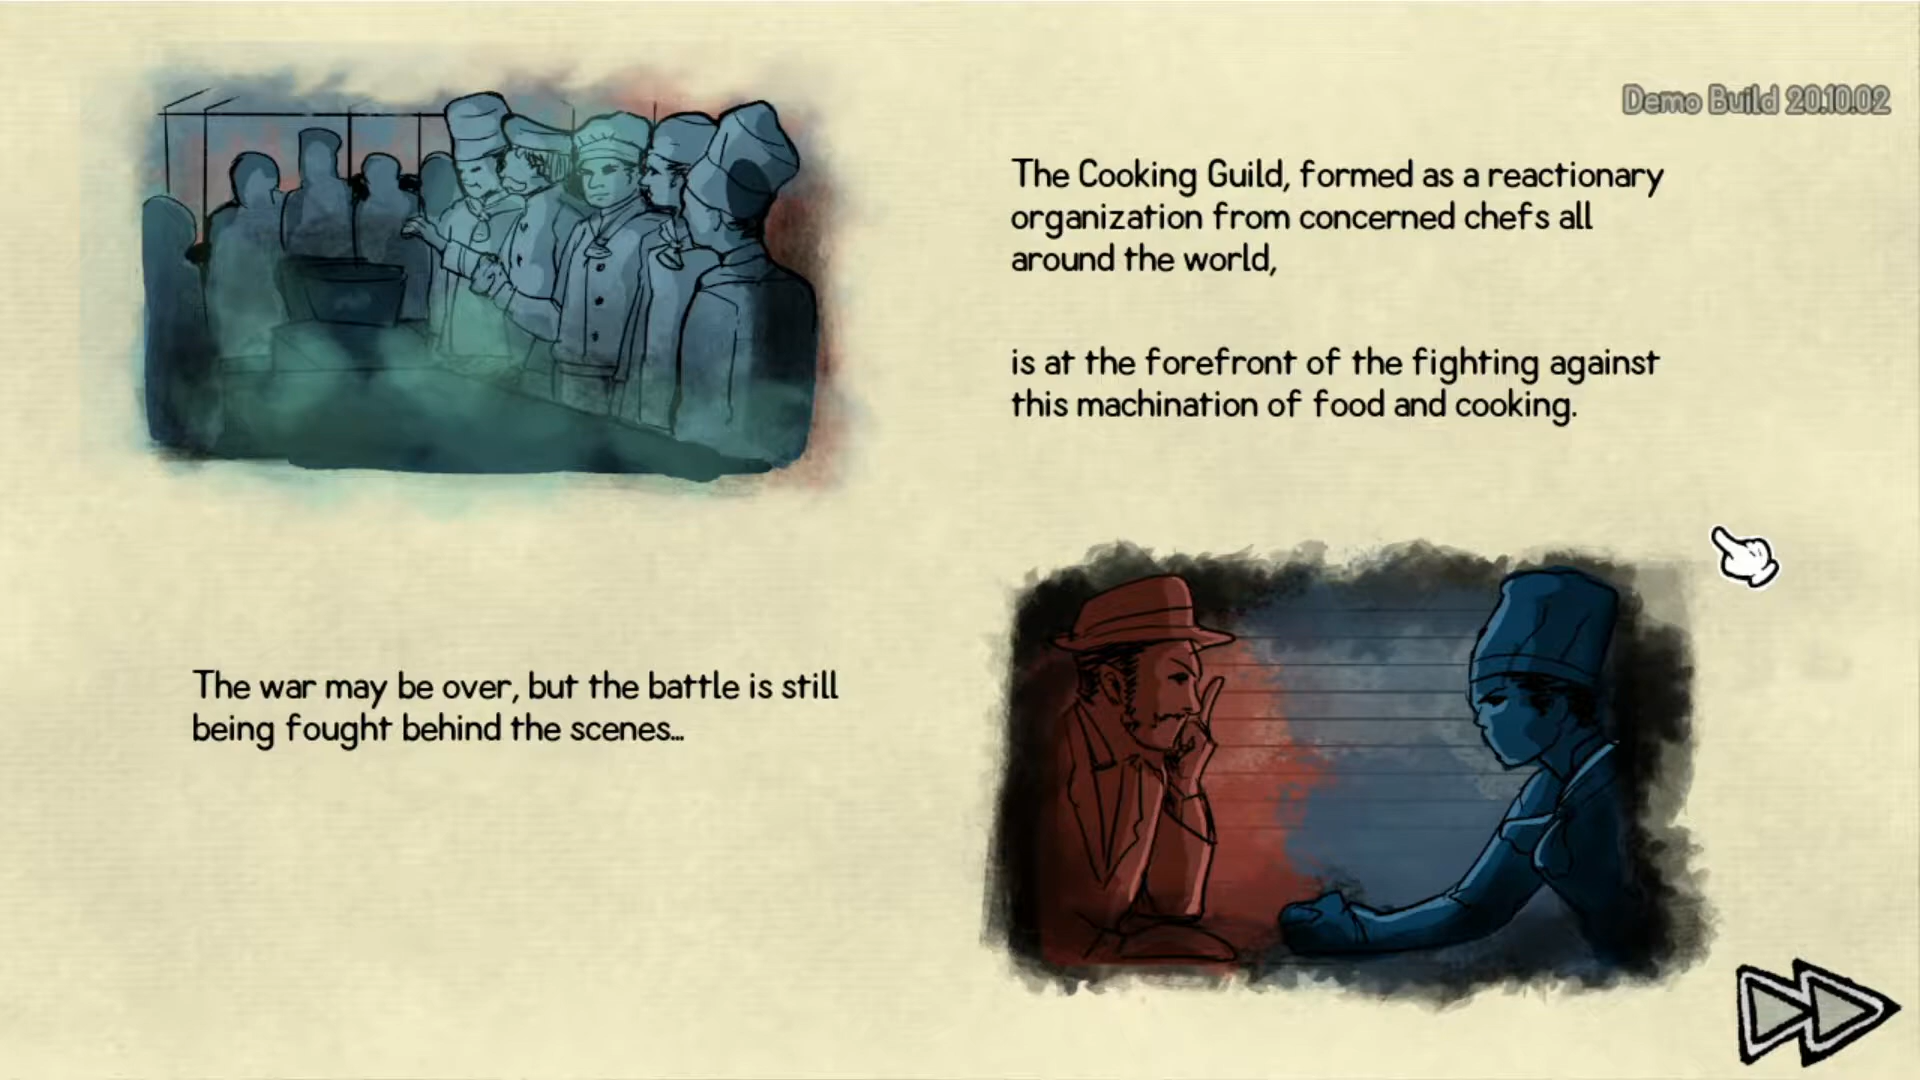 Demo Build 20.10.02
The Cooking Guild, formed as a reactionary
organization from concerned chefs all
around the world,
is at the forefront of the fighting against
this machination of food and cooking.
The war may be over, but the battle is still
being fought behind the scenes...